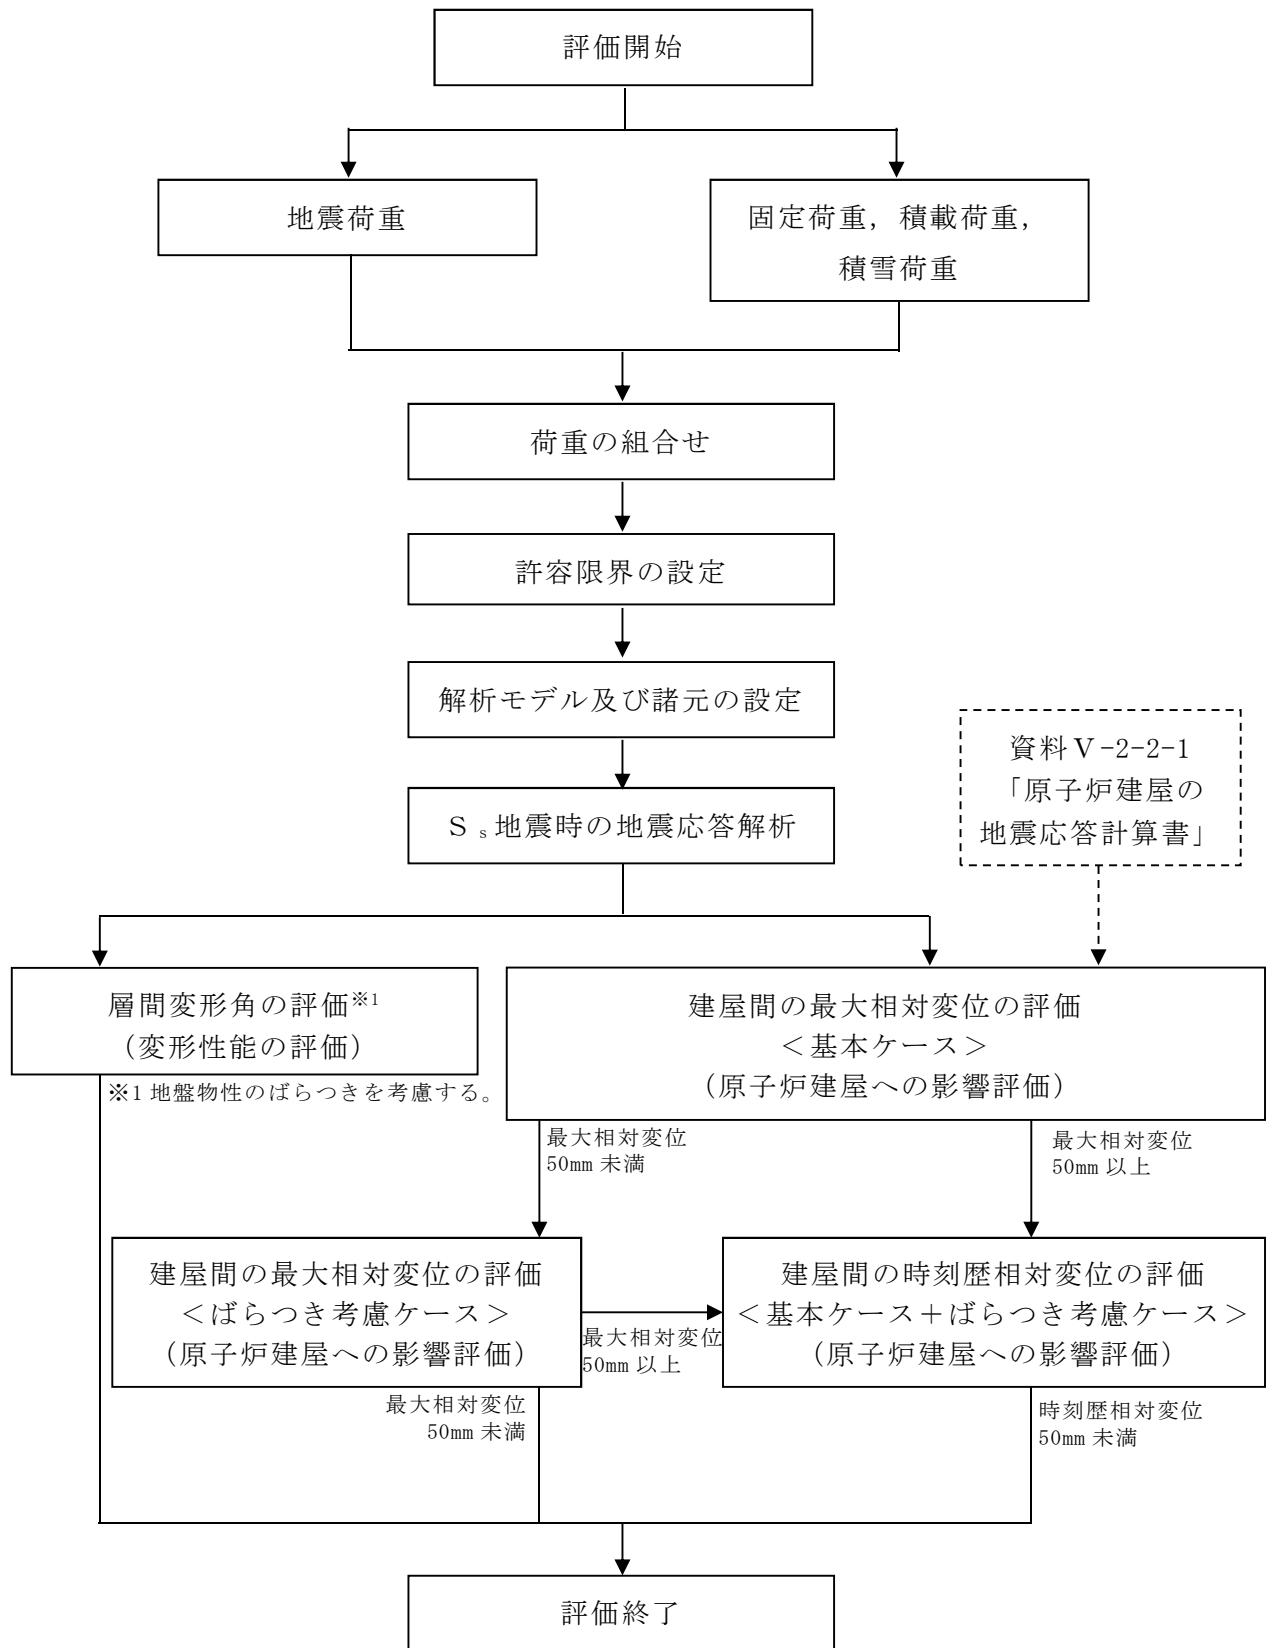 評価開始
地震荷重
固定荷重，積載荷重，
積雪荷重
荷重の組合せ
許容限界の設定
解析モデル及び諸元の設定
資料Ⅴ-2-2-1
「原子炉建屋の
地震応答計算書」
Ｓｓ地震時の地震応答解析
層間変形角の評価※1
（変形性能の評価）
※1 地盤物性のばらつきを考慮する。
建屋間の最大相対変位の評価
＜基本ケース＞
（原子炉建屋への影響評価）
最大相対変位
50mm 未満
最大相対変位
50mm 以上
建屋間の最大相対変位の評価
＜ばらつき考慮ケース＞
（原子炉建屋への影響評価）
最大相対変位
50mm 以上
建屋間の時刻歴相対変位の評価
＜基本ケース＋ばらつき考慮ケース＞
（原子炉建屋への影響評価）
最大相対変位
50mm 未満
時刻歴相対変位
50mm 未満
評価終了